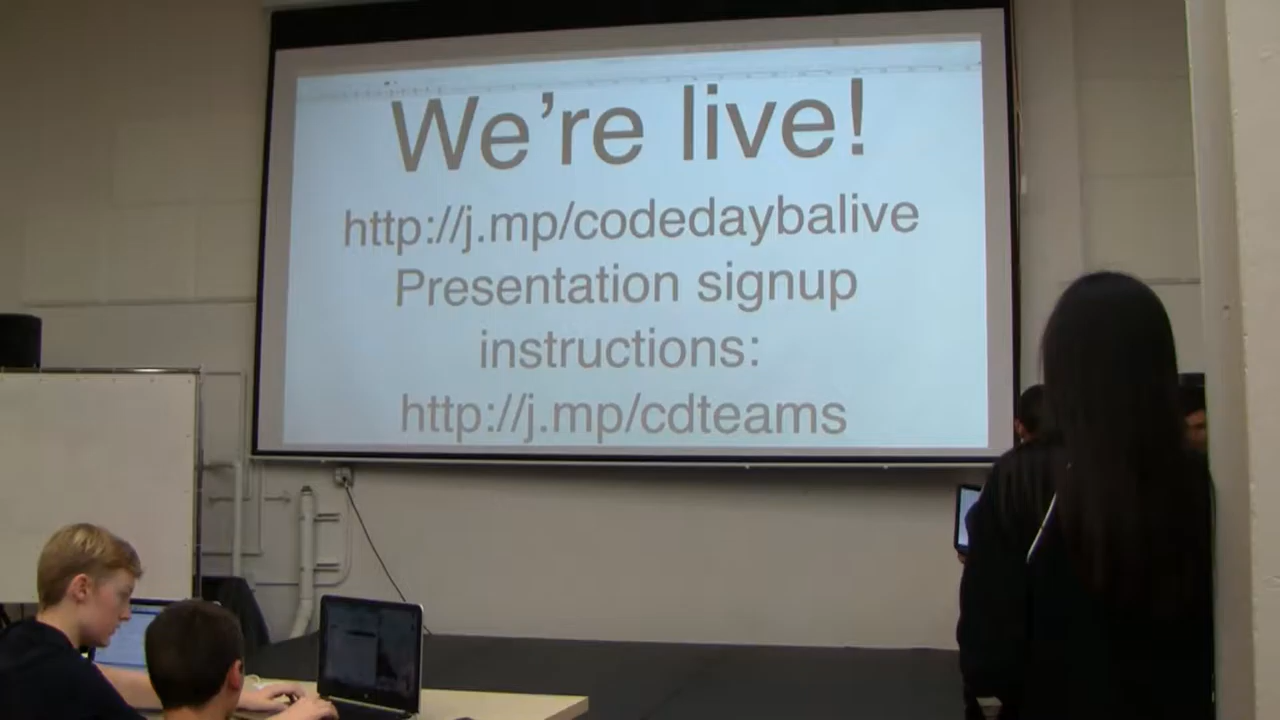 We’re live!
http://j.mp/codedaybalive
Presentation signup
instructions:
http://j.mp/cdteams